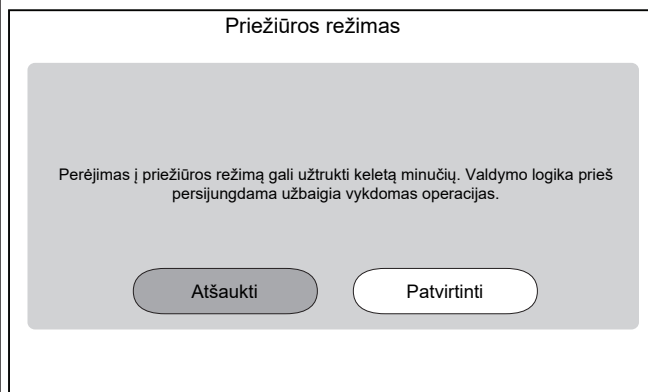 Priežiūros režimas
Perėjimas į priežiūros režimą gali užtrukti keletą minučių. Valdymo logika prieš
persijungdama užbaigia vykdomas operacijas.
Atšaukti
Patvirtinti